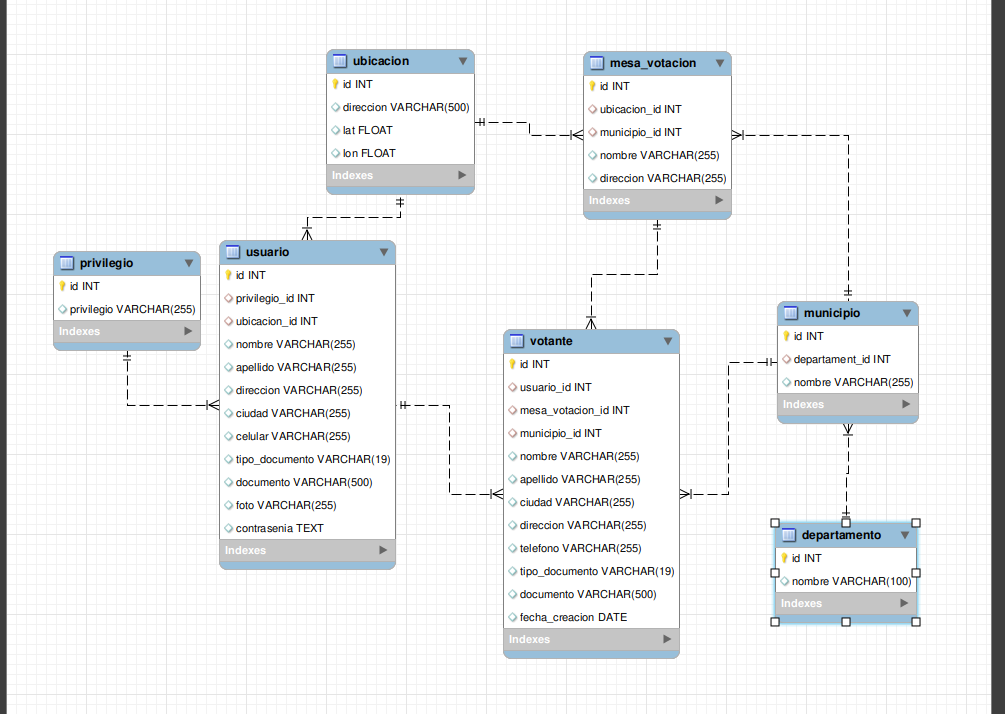 ubicacion
id INT
direccion VARCHAR(500)
lat FLOAT
lon FLOAT
Indexes
mesa_votacion
id INT
ubicacion_id INT
municipio_id INT
nombre VARCHAR(255)
direccion VARCHAR(255)
Indexes
privilegio
id INT
privilegio VARCHAR(255)
Indexes
usuario
id INT
privilegio_id INT
ubicacion_id INT
nombre VARCHAR(255)
apellido VARCHAR(255)
direccion VARCHAR(255)
ciudad VARCHAR(255)
celular VARCHAR(255)
tipo_documento VARCHAR(19)
documento VARCHAR(500)
foto VARCHAR(255)
contrasenia TEXT
Indexes
votante
id INT
usuario_id INT
mesa_votacion_id INT
municipio_id INT
nombre VARCHAR(255)
apellido VARCHAR(255)
ciudad VARCHAR(255)
direccion VARCHAR(255)
telefono VARCHAR(255)
tipo_documento VARCHAR(19)
documento VARCHAR(500)
fecha_creacion DATE
Indexes
municipio
id INT
departament_id INT
nombre VARCHAR(255)
Indexes
departamento
id INT
nombre VARCHAR(100)
Indexes